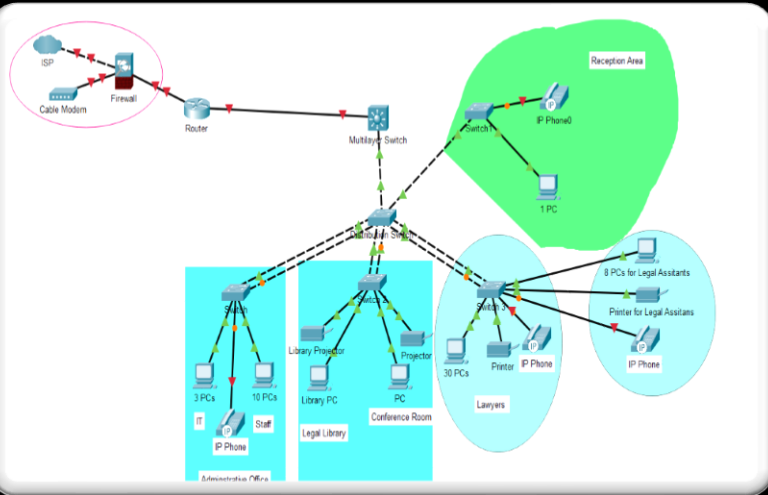 ISP
Cable Modem
Firewall
Router
Multilayer Switch
Reception Area
Switch1
IP Phone0
1 PC
Distribution Switch
Switch
3 PCs
10 PCs
IT
Staff
IP Phone
Adminstrative Office
Switch 2
Library Projector
Projector
Library PC
PC
Conference Room
Legal Library
Switch 3
30 PCs
Printer
IP Phone
Lawyers
8 PCs for Legal Assitants
Printer for Legal Assitans
IP Phone